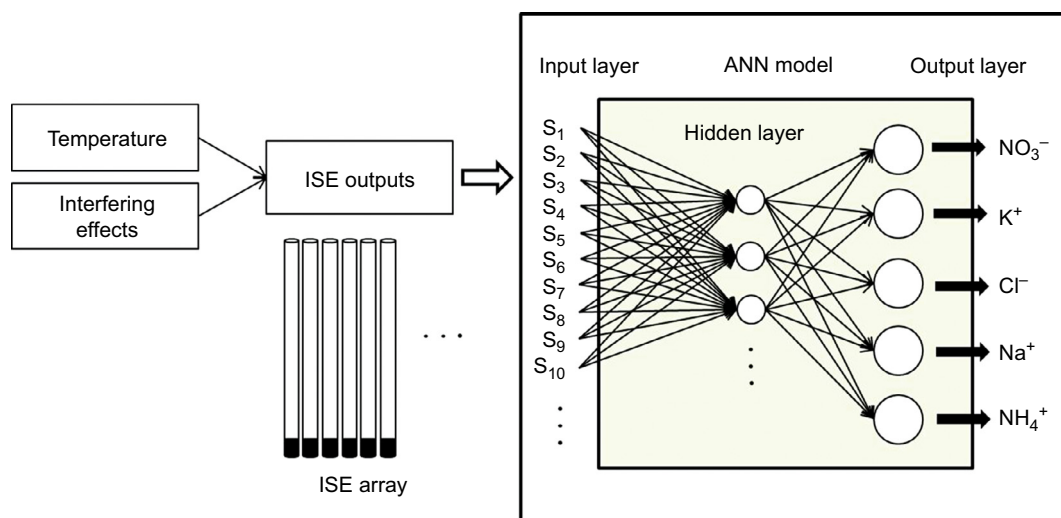 Temperature
Interfering
effects
ISE outputs
ISE array
. . .
Input layer
ANN model
Output layer
Hidden layer
S₁
S₂
S₃
S₄
S₅
S₆
S₇
S₈
S₉
S₁₀
NO₃⁻
K⁺
Cl⁻
Na⁺
NH₄⁺